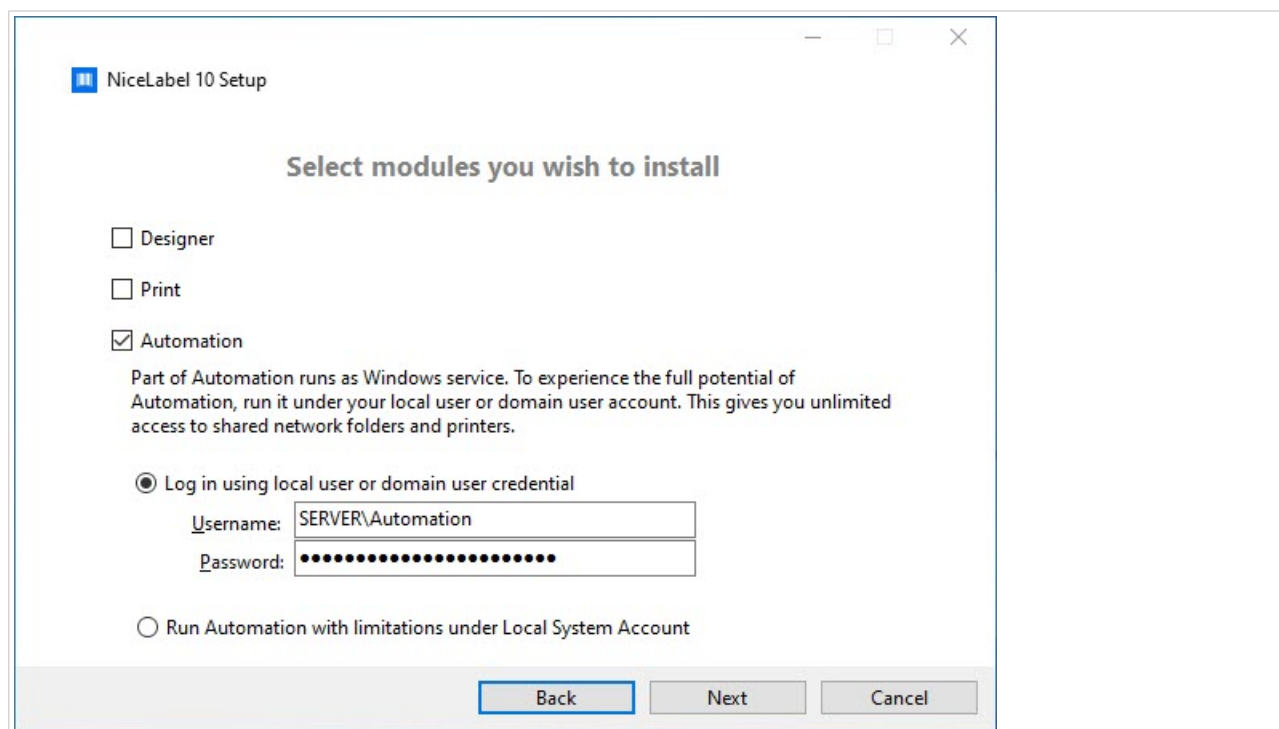 NiceLabel 10 Setup
Select modules you wish to install
Designer
Print
Automation
Part of Automation runs as Windows service. To experience the full potential of
Automation, run it under your local user or domain user account. This gives you unlimited
access to shared network folders and printers.
Log in using local user or domain user credential
Username: SERVER\Automation
Password: ●●●●●●●●●●●●●●●●●●●●●●●
Run Automation with limitations under Local System Account
Back Next Cancel